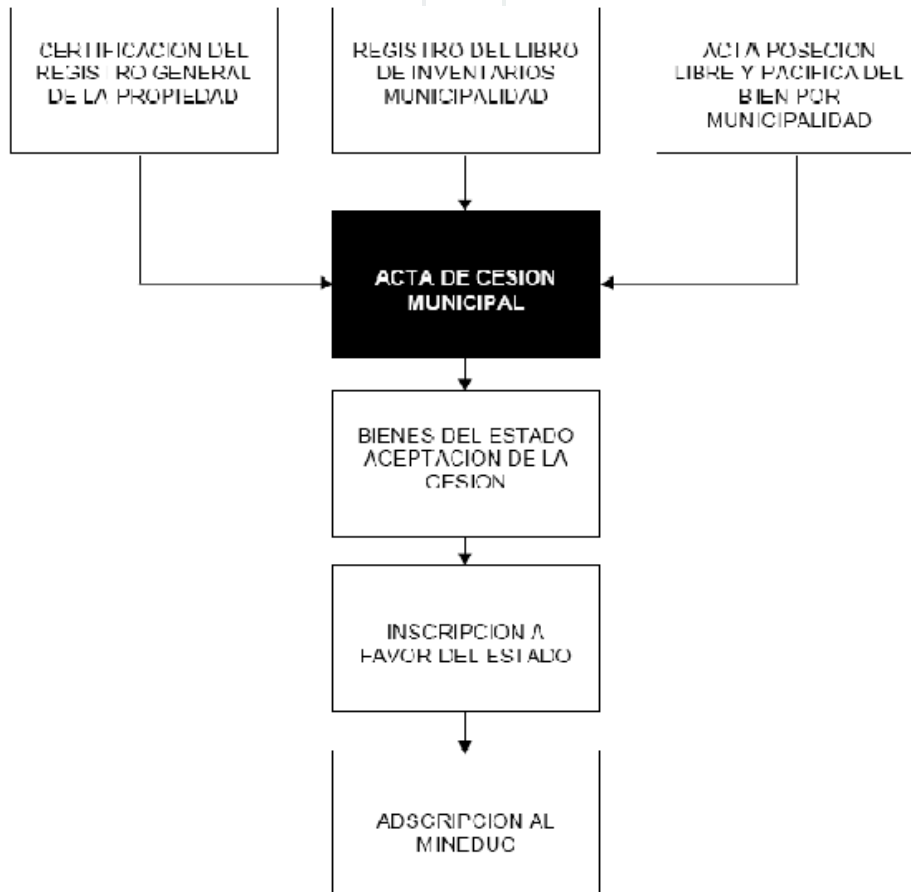 CERTIFICACION DEL
REGISTRO GENERAL
DE LA PROPIEDAD
REGISTRO DEL LIBRO
DE INVENTARIOS
MUNICIPALIDAD
ACTA POSECION
LIBRE Y PACIFICA DEL
BIEN POR
MUNICIPALIDAD
ACTA DE CESION
MUNICIPAL
BIENES DEL ESTADO
ACEPTACION DE LA
CESION
INSCRIPCION A
FAVOR DEL ESTADO
ADSCRIPCION AL
MINEDUC